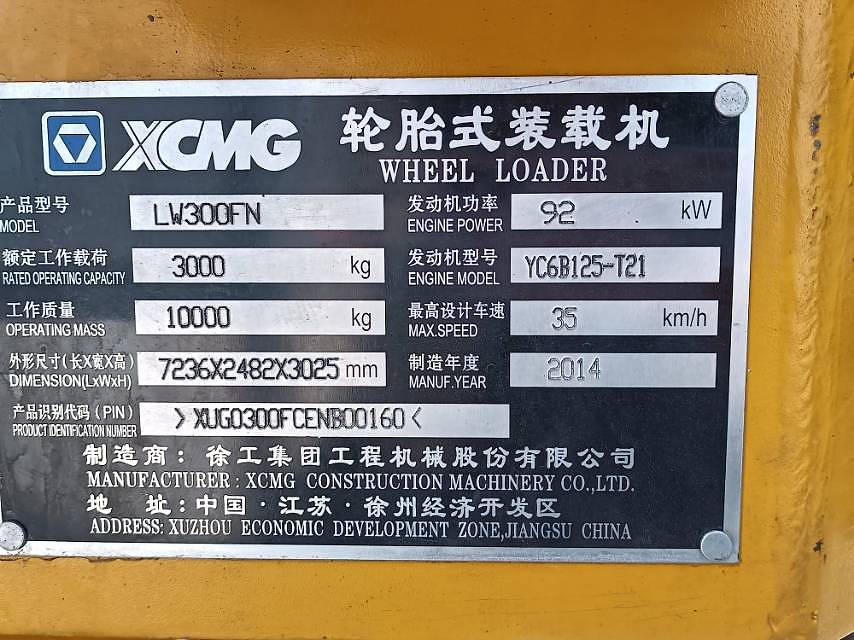 XCMG 轮胎式装载机
WHEEL LOADER
产品型号 LW300FN 发动机功率 92 kW
MODEL ENGINE POWER
额定工作载荷 3000 kg 发动机型号 YC6B125-T21
RATED OPERATING CAPACITY ENGINE MODEL
工作质量 10000 kg 最高设计车速 35 km/h
OPERATING MASS MAX.SPEED
外形尺寸(长X宽X高) 7236X2482X3025 mm 制造年度 2014
DIMENSION(LxWxH) MANUF.YEAR
产品识别代码(PIN) >XUG0300FCENB00160<
PRODUCT IDENTIFICATION NUMBER
制造商:徐工集团工程机械股份有限公司
MANUFACTURER : XCMG CONSTRUCTION MACHINERY CO.,LTD.
地 址:中国·江苏·徐州经济开发区
ADDRESS: XUZHOU ECONOMIC DEVELOPMENT ZONE,JIANGSU CHINA